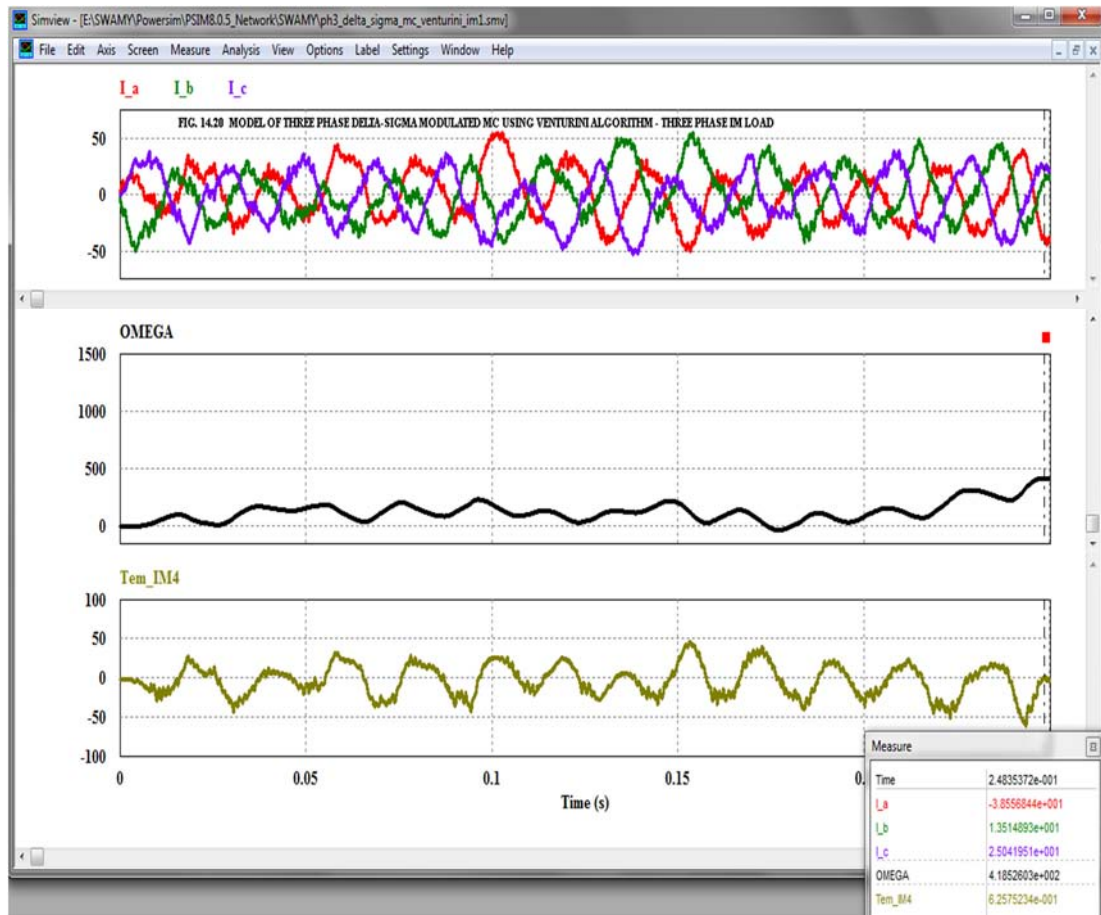 Simview - [E:\SWAMY\Powersim\PSIM8.0.5_Network\SWAMY\ph3_delta_sigma_mc_venturini_im1.smv]
File Edit Axis Screen Measure Analysis View Options Label Settings Window Help
I_a I_b I_c
FIG. 14.20 MODEL OF THREE PHASE DELTA-SIGMA MODULATED MC USING VENTURINI ALGORITHM - THREE PHASE IM LOAD
50
0
-50
OMEGA
1500
1000
500
0
Tem_IM4
100
50
0
-50
-100
0 0.05 0.1 0.15 0.
Time (s)
Measure
Time 2.4835372e-001
I_a -3.8556844e+001
I_b 1.3514893e+001
I_c 2.5041951e+001
OMEGA 4.1852603e+002
Tem_IM4 6.2575234e-001